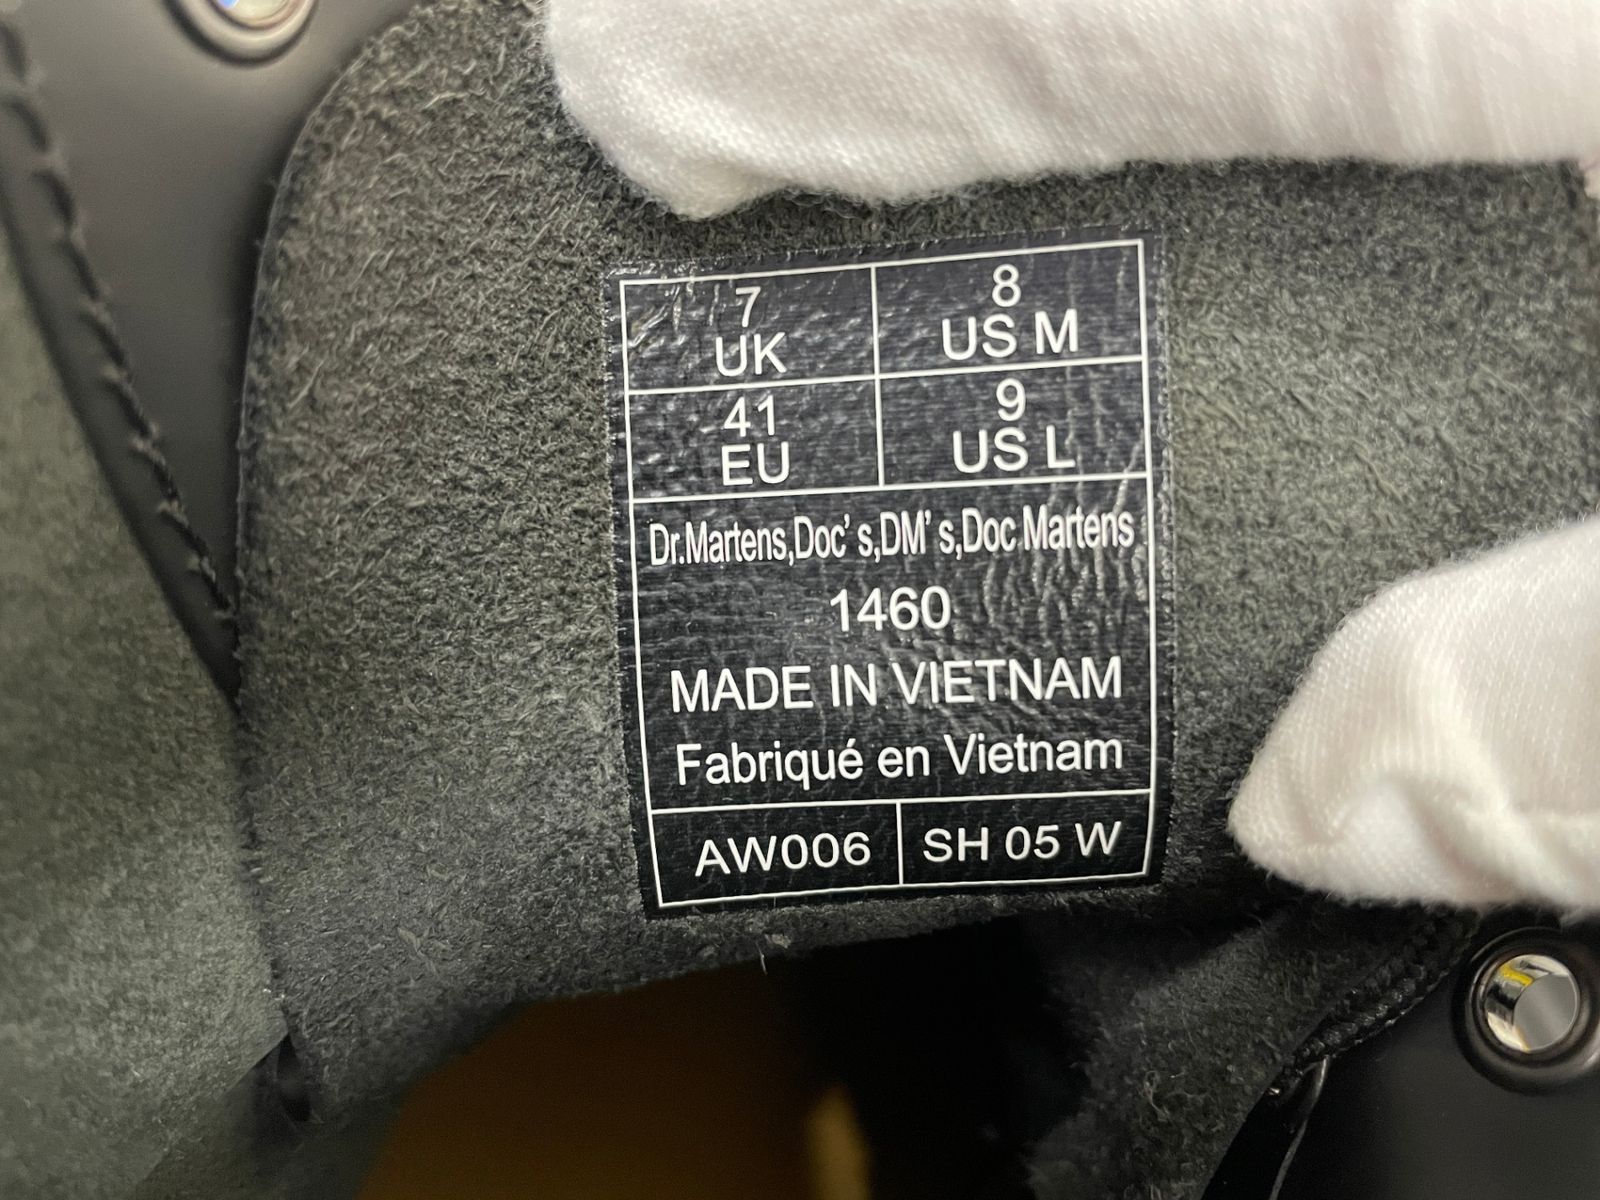 7
UK
8
US M
41
EU
9
US L
Dr.Martens,Doc's,DM's,Doc Martens
1460
MADE IN VIETNAM
Fabriqué en Vietnam
AW006
SH 05 W